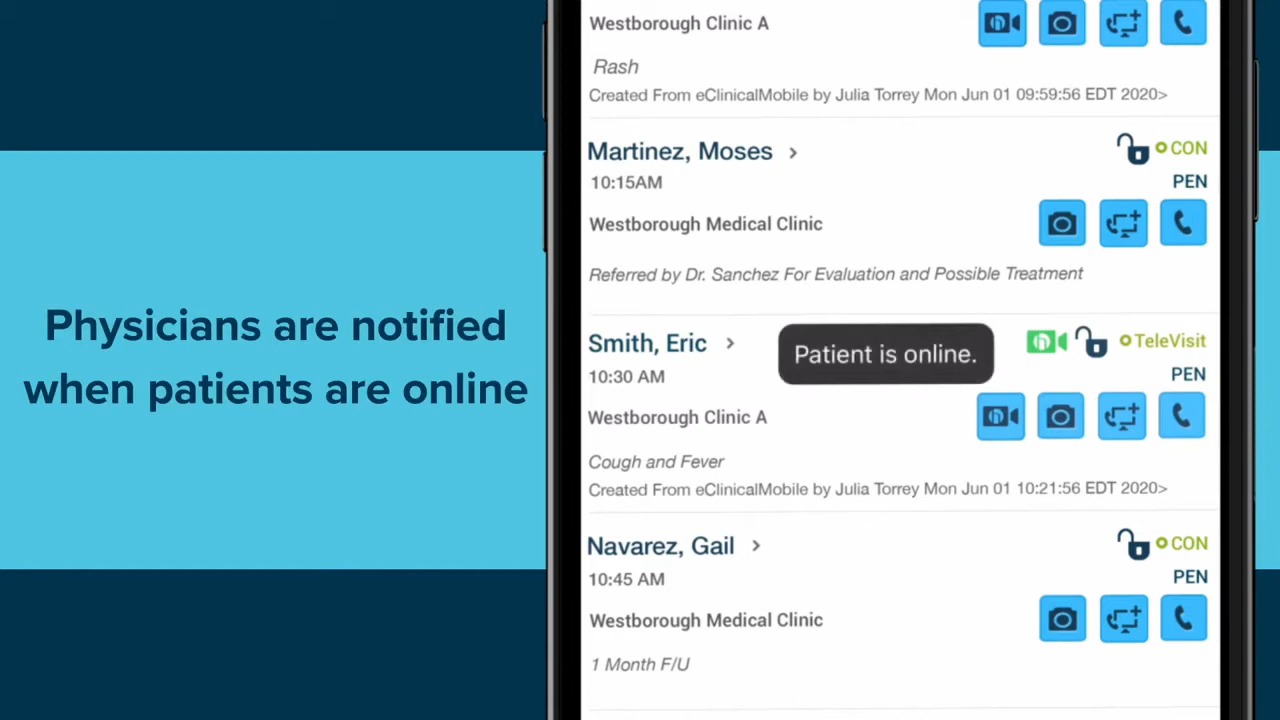 Physicians are notified
when patients are online
Westborough Clinic A
Rash
Created From eClinicalMobile by Julia Torrey Mon Jun 01 09:59:56 EDT 2020>
Martinez, Moses >
CON
10:15AM
PEN
Westborough Medical Clinic
Referred by Dr. Sanchez For Evaluation and Possible Treatment
Smith, Eric >
Patient is online.
TeleVisit
10:30 AM
PEN
Westborough Clinic A
Cough and Fever
Created From eClinicalMobile by Julia Torrey Mon Jun 01 10:21:56 EDT 2020>
Navarez, Gail >
CON
10:45 AM
PEN
Westborough Medical Clinic
1 Month F/U